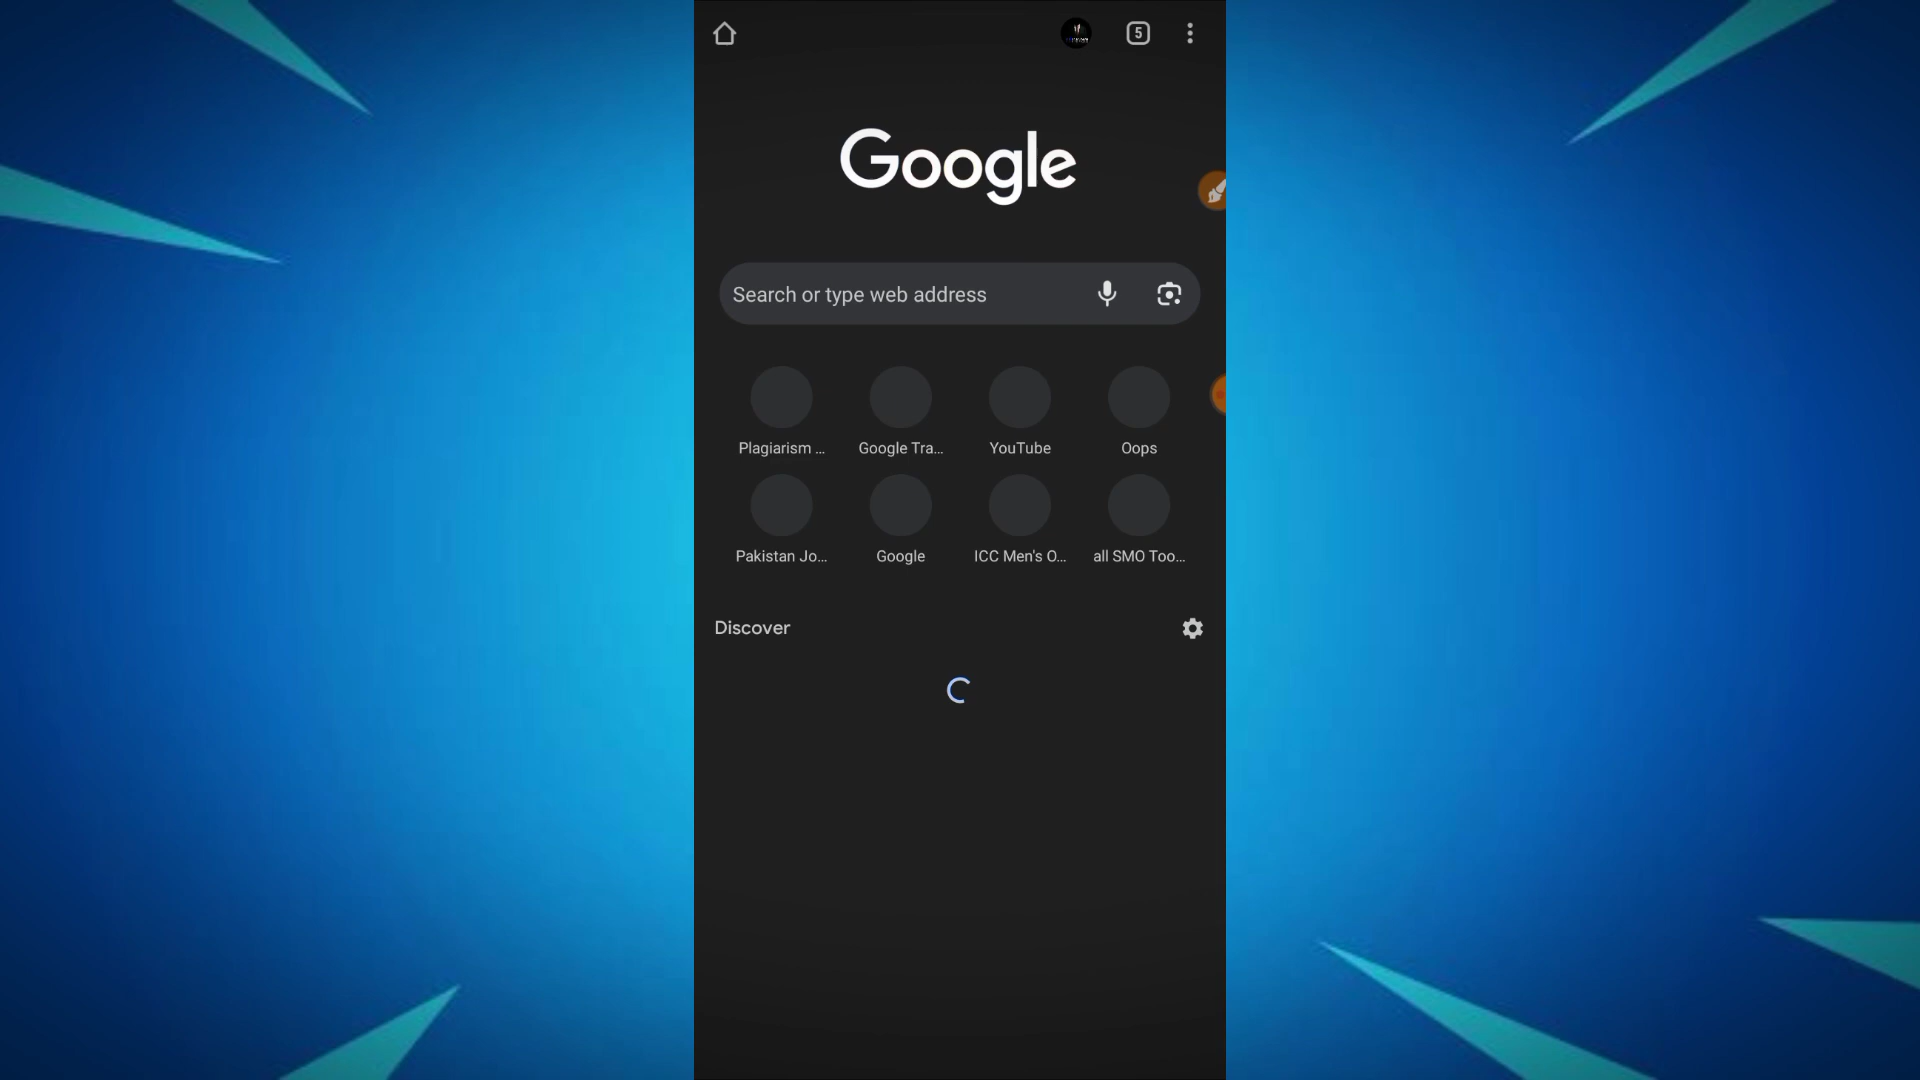 5
Google
Search or type web address
Plagiarism ...
Google Tra...
YouTube
Oops
Pakistan Jo...
Google
ICC Men's O...
all SMO Too...
Discover